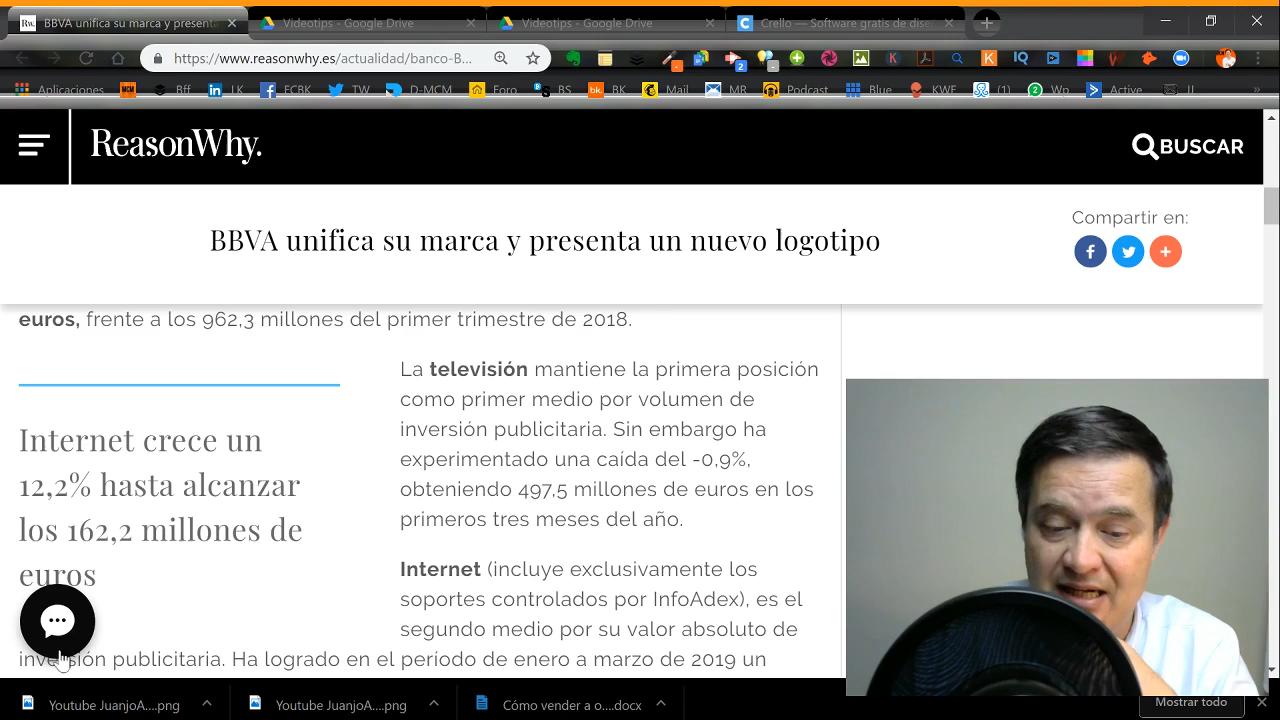 Rw. BBVA unifica su marca y present
Videotips - Google Drive
Videotips - Google Drive
Crello — Software gratis de dise
https://www.reasonwhy.es/actualidad/banco-B...
Aplicaciones
MCM
Bff
LK
FCBK
TW
D-MCM
Foro
BS
BK
Mail
MR
Podcast
Blue
KWF
(1)
Wp
Active
»
ReasonWhy.
BUSCAR
BBVA unifica su marca y presenta un nuevo logotipo
Compartir en:
euros, frente a los 962,3 millones del primer trimestre de 2018.
Internet crece un
12,2% hasta alcanzar
los 162,2 millones de
euros
La televisión mantiene la primera posición
como primer medio por volumen de
inversión publicitaria. Sin embargo ha
experimentado una caída del -0,9%,
obteniendo 497,5 millones de euros en los
primeros tres meses del año.
Internet (incluye exclusivamente los
soportes controlados por InfoAdex), es el
segundo medio por su valor absoluto de
inversión publicitaria. Ha logrado en el período de enero a marzo de 2019 un
Youtube JuanjoA....png
Youtube JuanjoA....png
Cómo vender a o....docx
Mostrar todo